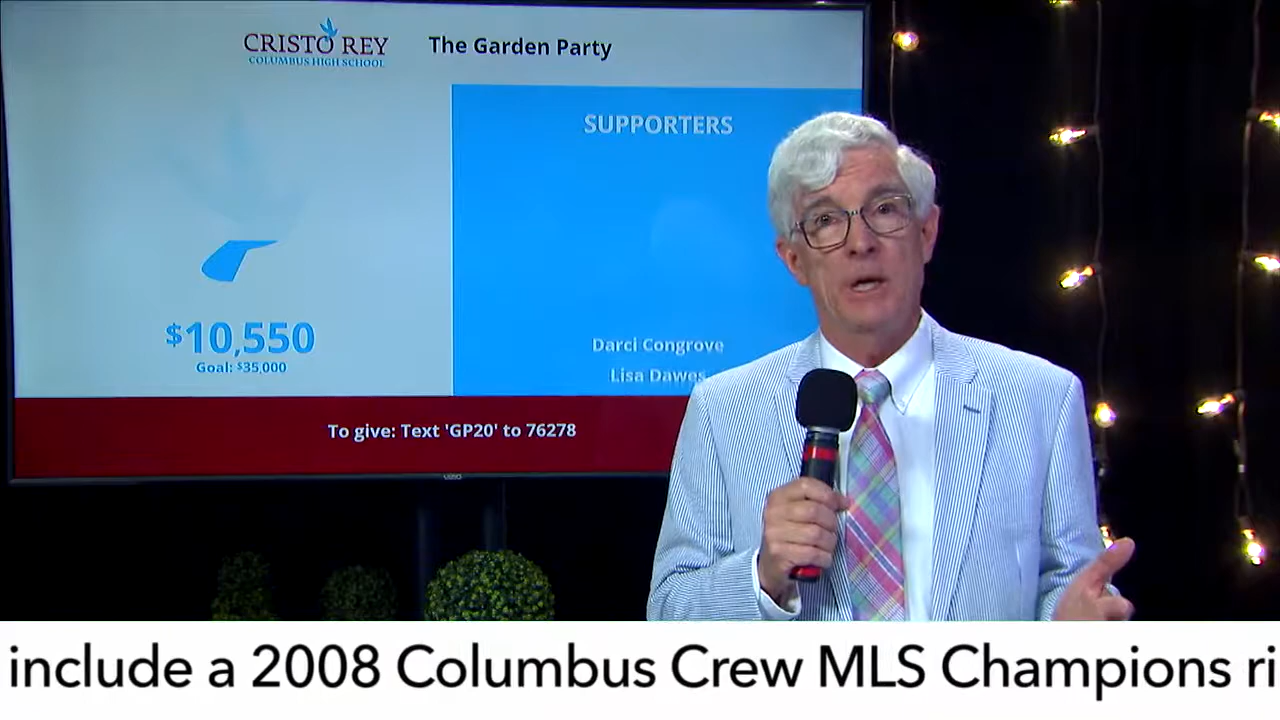 CRISTO REY
COLUMBUS HIGH SCHOOL
The Garden Party
SUPPORTERS
$10,550
Goal: $35,000
Darci Congrove
Lisa Dawes
To give: Text 'GP20' to 76278
include a 2008 Columbus Crew MLS Champions ri